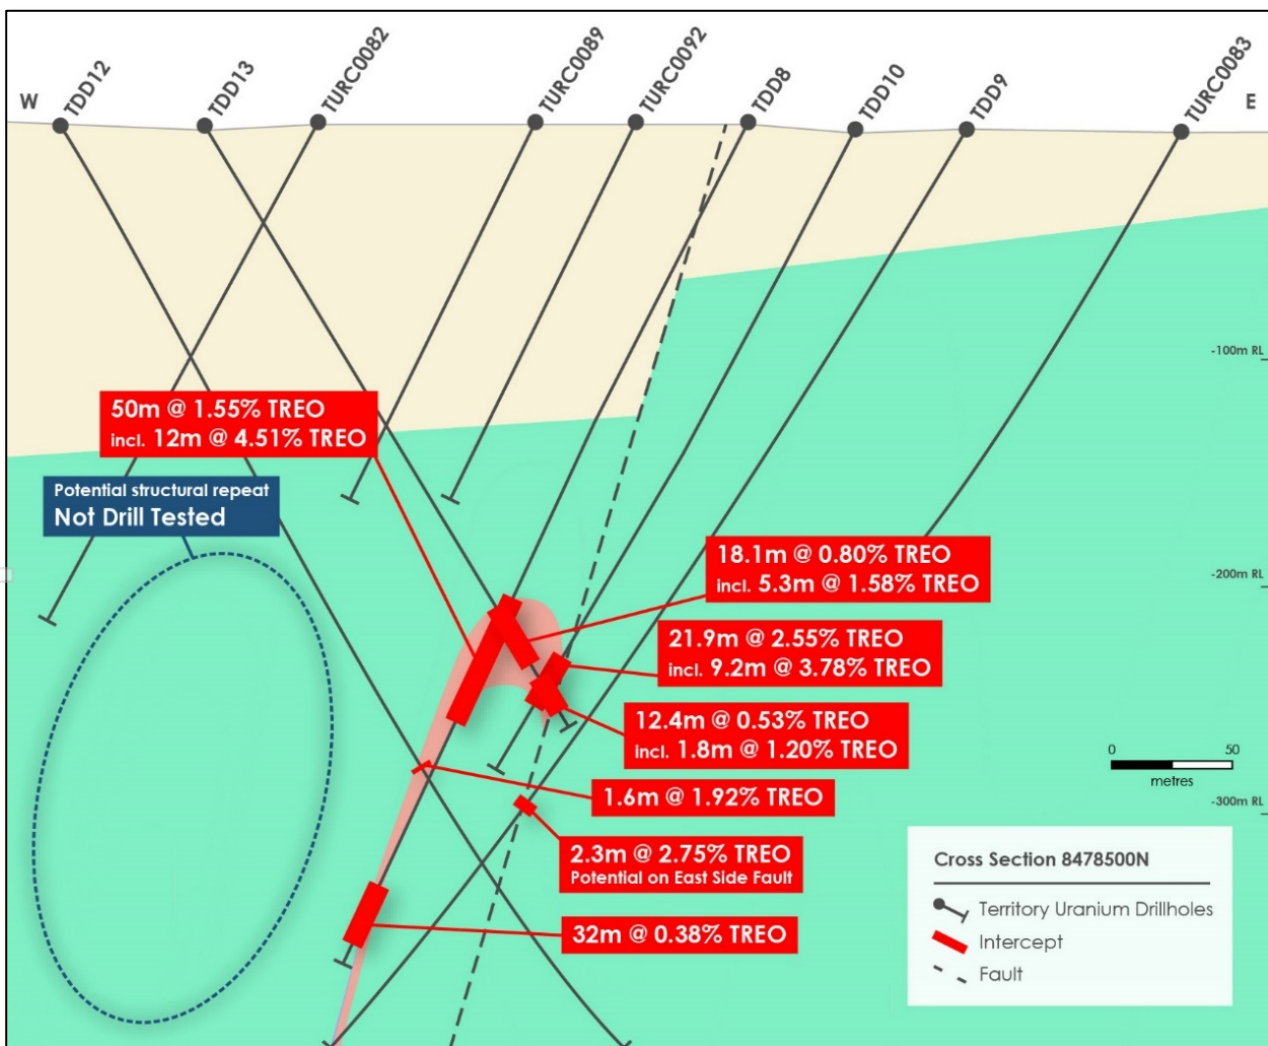 TDD12
TDD13
TURC0082
TURC0089
TURC0092
TDD8
TDD10
TDD9
TURC0083
W
E
-100m RL
50m @ 1.55% TREO
incl. 12m @ 4.51% TREO
Potential structural repeat
Not Drill Tested
18.1m @ 0.80% TREO
incl. 5.3m @ 1.58% TREO
-200m RL
21.9m @ 2.55% TREO
incl. 9.2m @ 3.78% TREO
12.4m @ 0.53% TREO
incl. 1.8m @ 1.20% TREO
0 50
metres
1.6m @ 1.92% TREO
-300m RL
2.3m @ 2.75% TREO
Potential on East Side Fault
32m @ 0.38% TREO
Cross Section 8478500N
Territory Uranium Drillholes
Intercept
Fault